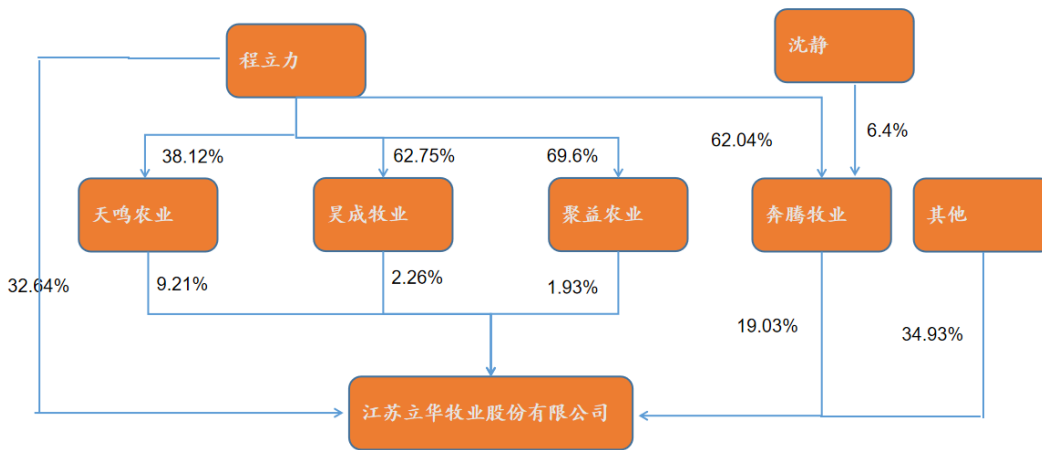 程立力
沈静
38.12%
62.75%
69.6%
62.04%
6.4%
天鸣农业
昊成牧业
聚益农业
奔腾牧业
其他
32.64%
9.21%
2.26%
1.93%
19.03%
34.93%
江苏立华牧业股份有限公司